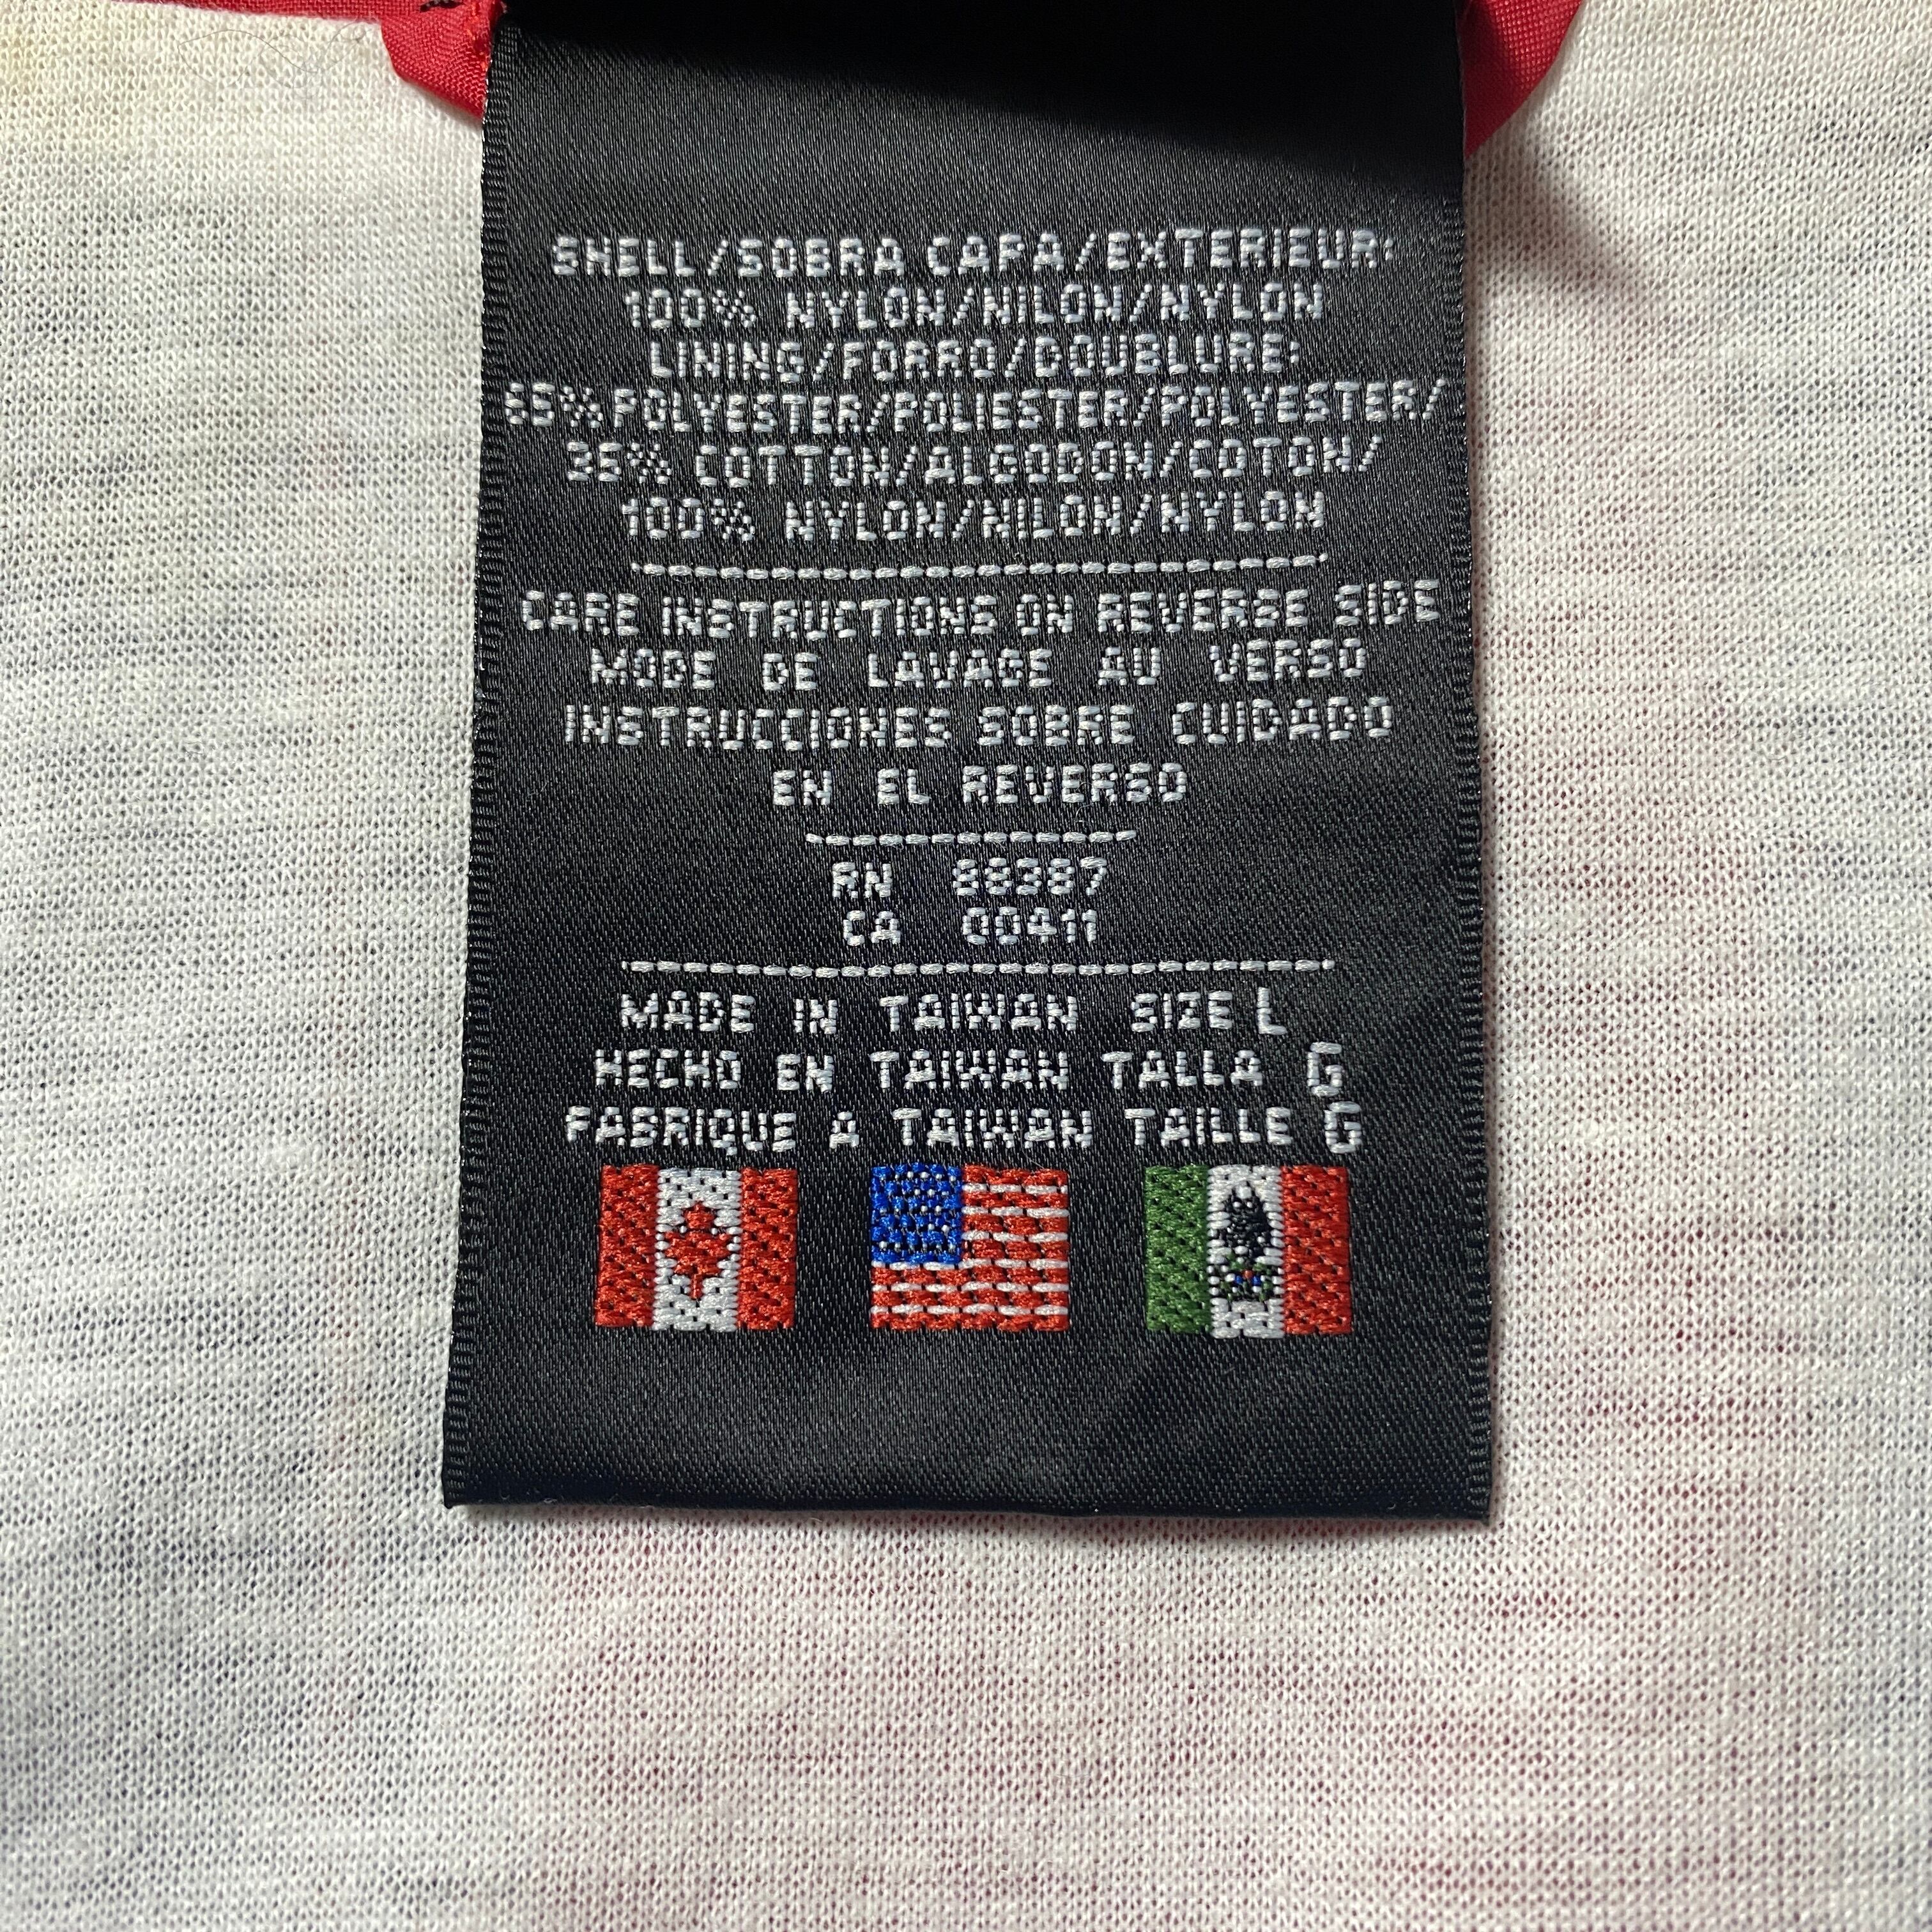 SHELL/SOBRA CAPA/EXTERIEUR:
100% NYLON/NILON/NYLON
LINING/FORRO/DOUBLURE:
65%POLYESTER/POLIESTER/POLYESTER/
35% COTTON/ALGODON/COTON/
100% NYLON/NILON/NYLON
CARE INSTRUCTIONS ON REVERSE SIDE
MODE DE LAVAGE AU VERSO
INSTRUCCIONES SOBRE CUIDADO
EN EL REVERSO
RN 88387
CA 00411
MADE IN TAIWAN SIZE L
HECHO EN TAIWAN TALLA G
FABRIQUE A TAIWAN TAILLE G